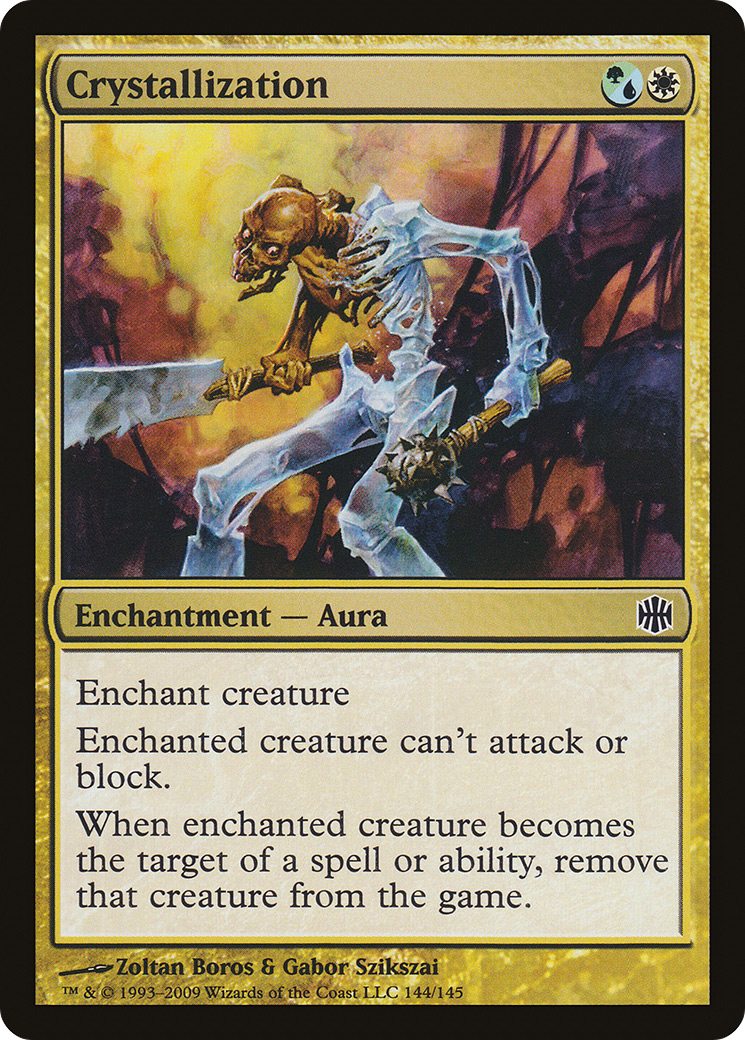 Crystallization
Enchantment — Aura
Enchant creature
Enchanted creature can't attack or
block.
When enchanted creature becomes
the target of a spell or ability, remove
that creature from the game.
Zoltan Boros & Gabor Szikszai
™ & © 1993–2009 Wizards of the Coast LLC 144/145